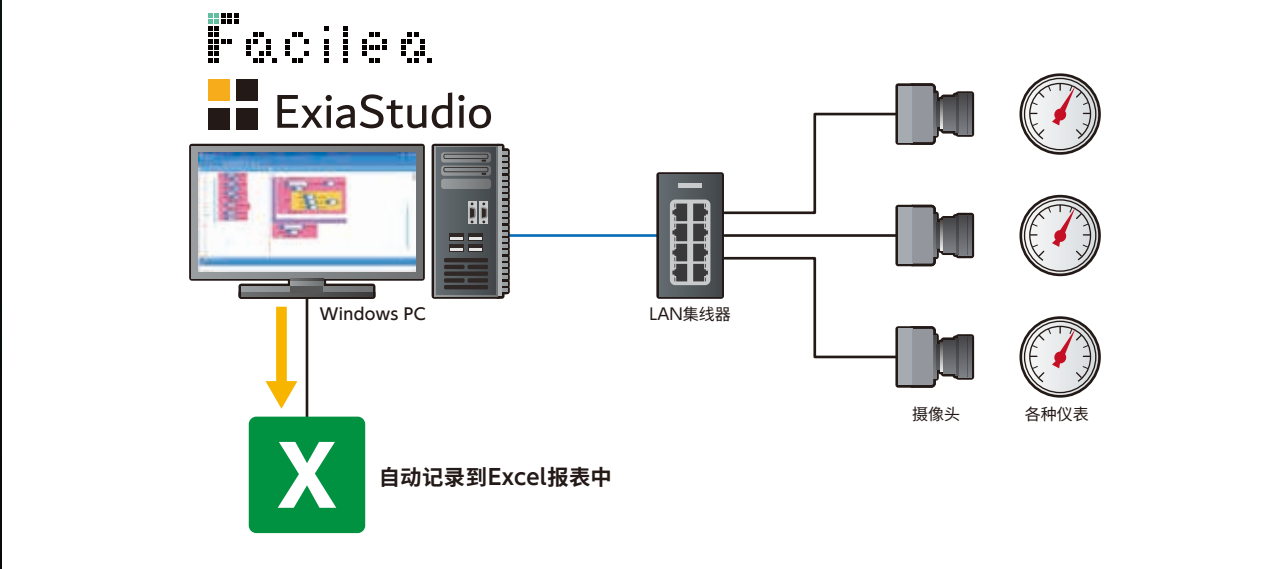 Facilea
ExiaStudio
Windows PC
LAN集线器
摄像头
各种仪表
X
自动记录到Excel报表中